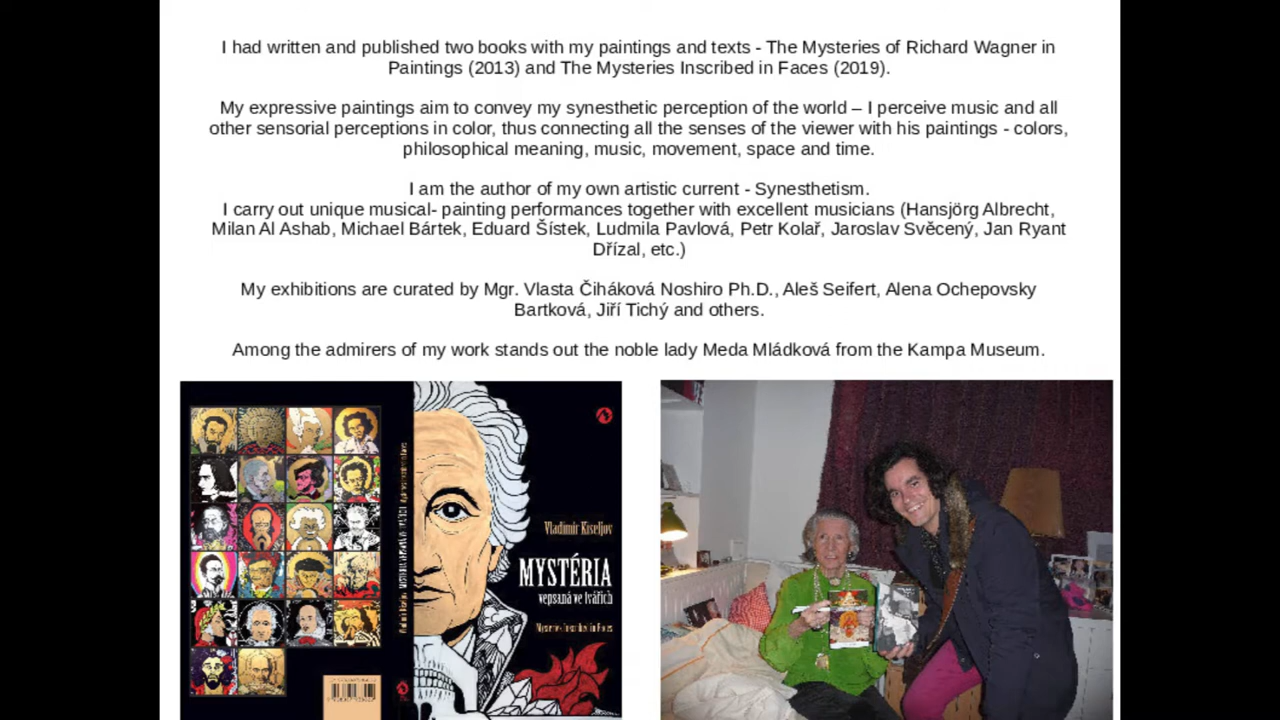 I had written and published two books with my paintings and texts - The Mysteries of Richard Wagner in
Paintings (2013) and The Mysteries Inscribed in Faces (2019).
My expressive paintings aim to convey my synesthetic perception of the world – I perceive music and all
other sensorial perceptions in color, thus connecting all the senses of the viewer with his paintings - colors,
philosophical meaning, music, movement, space and time.
I am the author of my own artistic current - Synesthetism.
I carry out unique musical- painting performances together with excellent musicians (Hansjörg Albrecht,
Milan Al Ashab, Michael Bártek, Eduard Šístek, Ludmila Pavlová, Petr Kolař, Jaroslav Svěcený, Jan Ryant
Dřízal, etc.)
My exhibitions are curated by Mgr. Vlasta Čiháková Noshiro Ph.D., Aleš Seifert, Alena Ochepovsky
Bartková, Jiří Tichý and others.
Among the admirers of my work stands out the noble lady Meda Mládková from the Kampa Museum.
Vladimír Kiseljov
MYSTÉRIA
vepsaná ve tvářích
Mysteries Inscribed in Faces